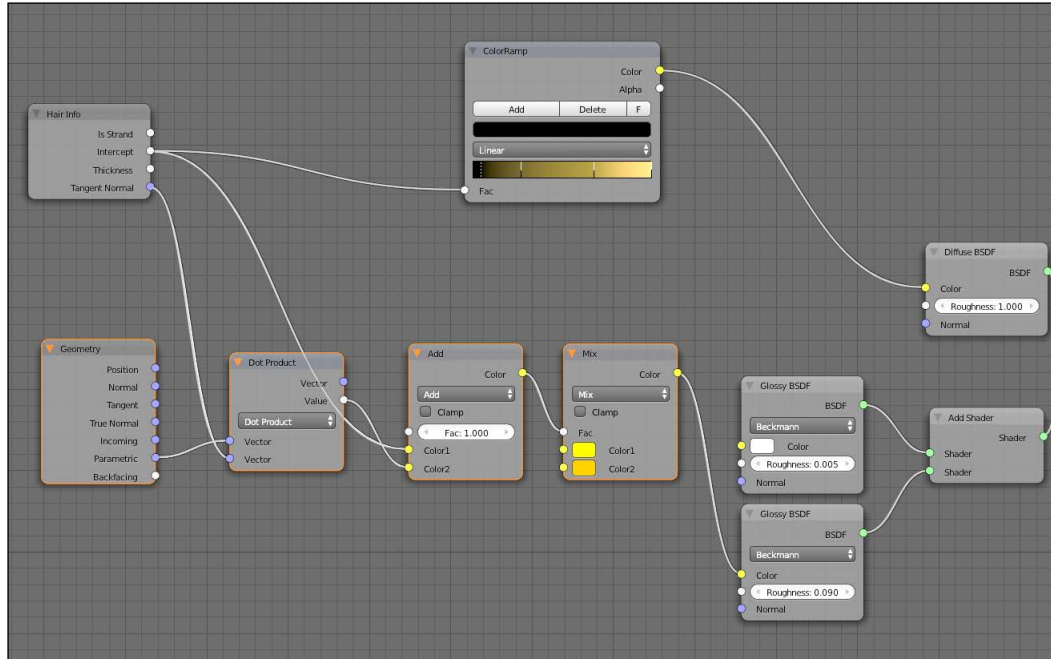 ColorRamp
Color
Alpha
Add Delete F
Linear
Fac
Hair Info
Is Strand
Intercept
Thickness
Tangent Normal
Diffuse BSDF
BSDF
Color
Roughness: 1.000
Normal
Geometry
Position
Normal
Tangent
True Normal
Incoming
Parametric
Backfacing
Dot Product
Vector
Value
Dot Product
Vector
Vector
Add
Color
Add
Clamp
Fac: 1.000
Color1
Color2
Mix
Color
Mix
Clamp
Fac
Color1
Color2
Glossy BSDF
BSDF
Beckmann
Color
Roughness: 0.005
Normal
Add Shader
Shader
Shader
Shader
Glossy BSDF
BSDF
Beckmann
Color
Roughness: 0.090
Normal